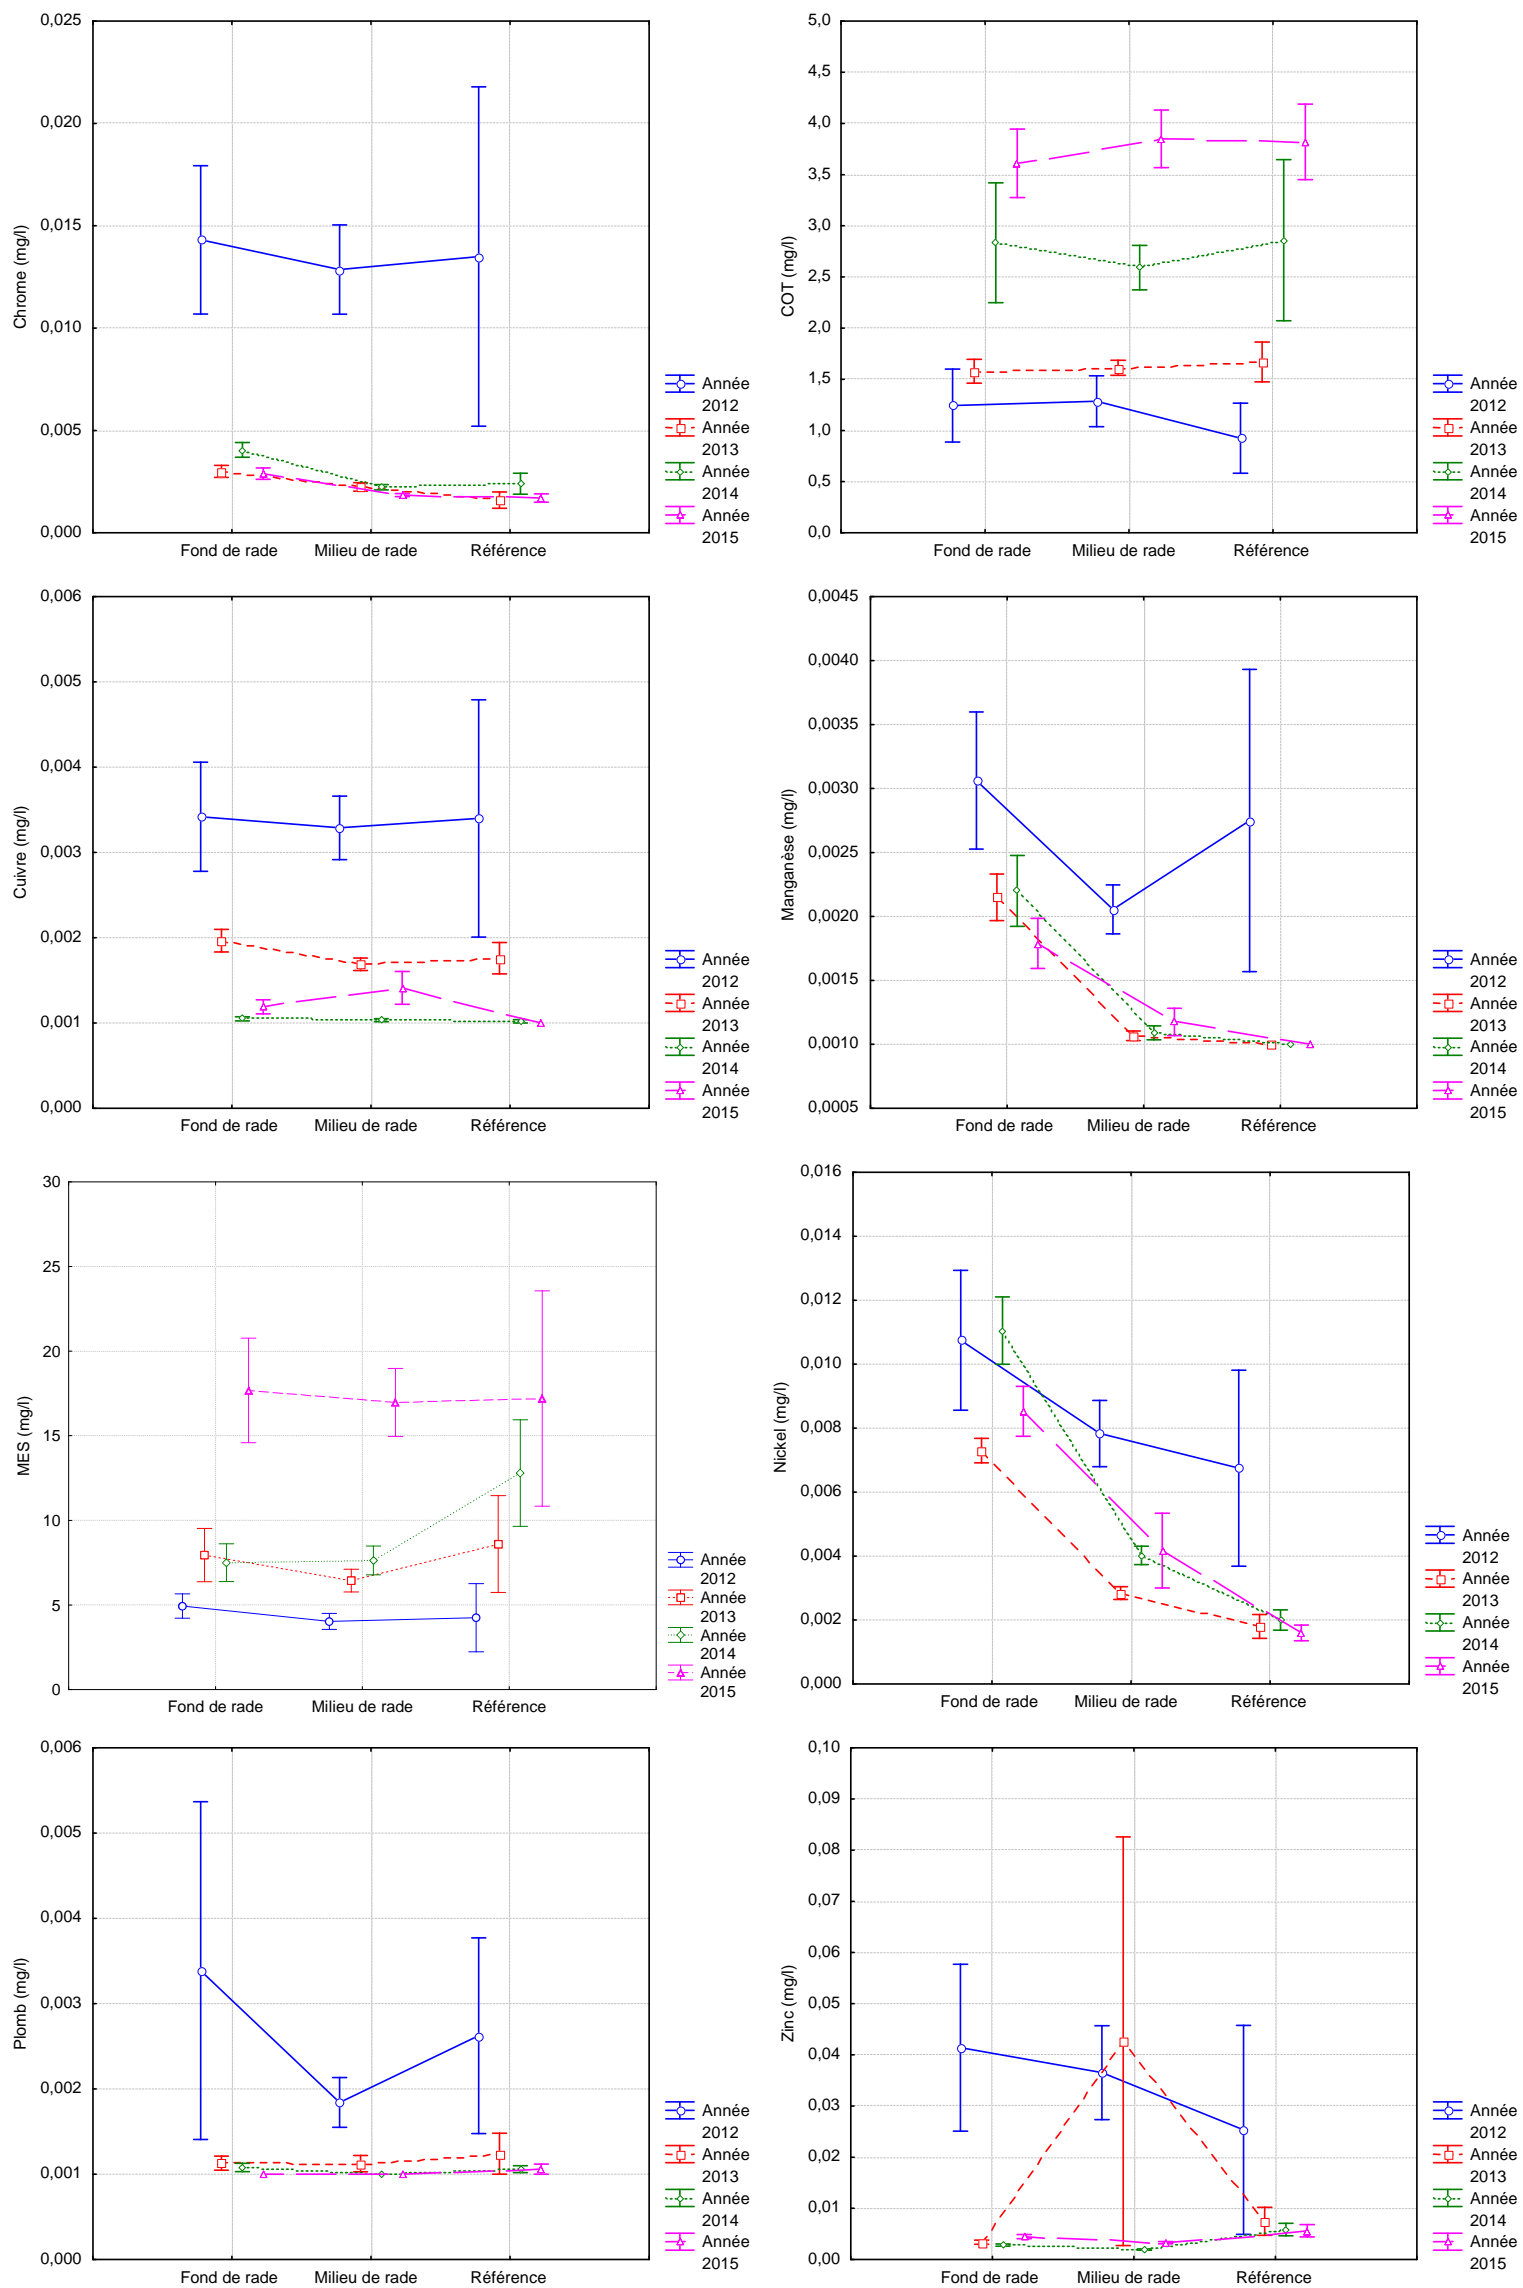 Chrome (mg/l)
0,025
0,020
0,015
0,010
0,005
0,000
Fond de rade Milieu de rade Référence
Année
2012
Année
2013
Année
2014
Année
2015
COT (mg/l)
5,0
4,5
4,0
3,5
3,0
2,5
2,0
1,5
1,0
0,5
0,0
Fond de rade Milieu de rade Référence
Année
2012
Année
2013
Année
2014
Année
2015
Cuivre (mg/l)
0,006
0,005
0,004
0,003
0,002
0,001
0,000
Fond de rade Milieu de rade Référence
Année
2012
Année
2013
Année
2014
Année
2015
Manganèse (mg/l)
0,0045
0,0040
0,0035
0,0030
0,0025
0,0020
0,0015
0,0010
0,0005
Fond de rade Milieu de rade Référence
Année
2012
Année
2013
Année
2014
Année
2015
MES (mg/l)
30
25
20
15
10
5
0
Fond de rade Milieu de rade Référence
Année
2012
Année
2013
Année
2014
Année
2015
Nickel (mg/l)
0,016
0,014
0,012
0,010
0,008
0,006
0,004
0,002
0,000
Fond de rade Milieu de rade Référence
Année
2012
Année
2013
Année
2014
Année
2015
Plomb (mg/l)
0,006
0,005
0,004
0,003
0,002
0,001
0,000
Fond de rade Milieu de rade Référence
Année
2012
Année
2013
Année
2014
Année
2015
Zinc (mg/l)
0,10
0,09
0,08
0,07
0,06
0,05
0,04
0,03
0,02
0,01
0,00
Fond de rade Milieu de rade Référence
Année
2012
Année
2013
Année
2014
Année
2015